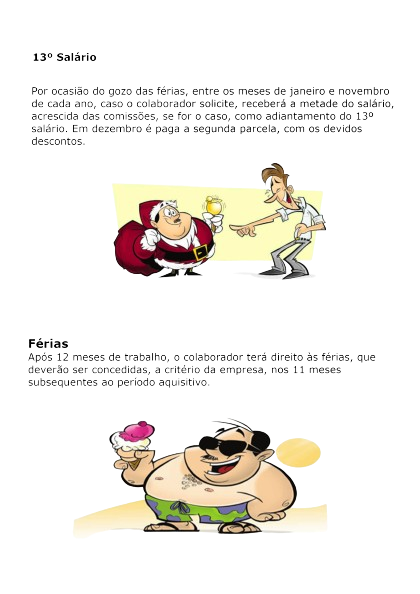 13º Salário
Por ocasião do gozo das férias, entre os meses de janeiro e novembro
de cada ano, caso o colaborador solicite, receberá a metade do salário,
acrescida das comissões, se for o caso, como adiantamento do 13º
salário. Em dezembro é paga a segunda parcela, com os devidos
descontos.
Férias
Após 12 meses de trabalho, o colaborador terá direito às férias, que
deverão ser concedidas, a critério da empresa, nos 11 meses
subsequentes ao período aquisitivo.